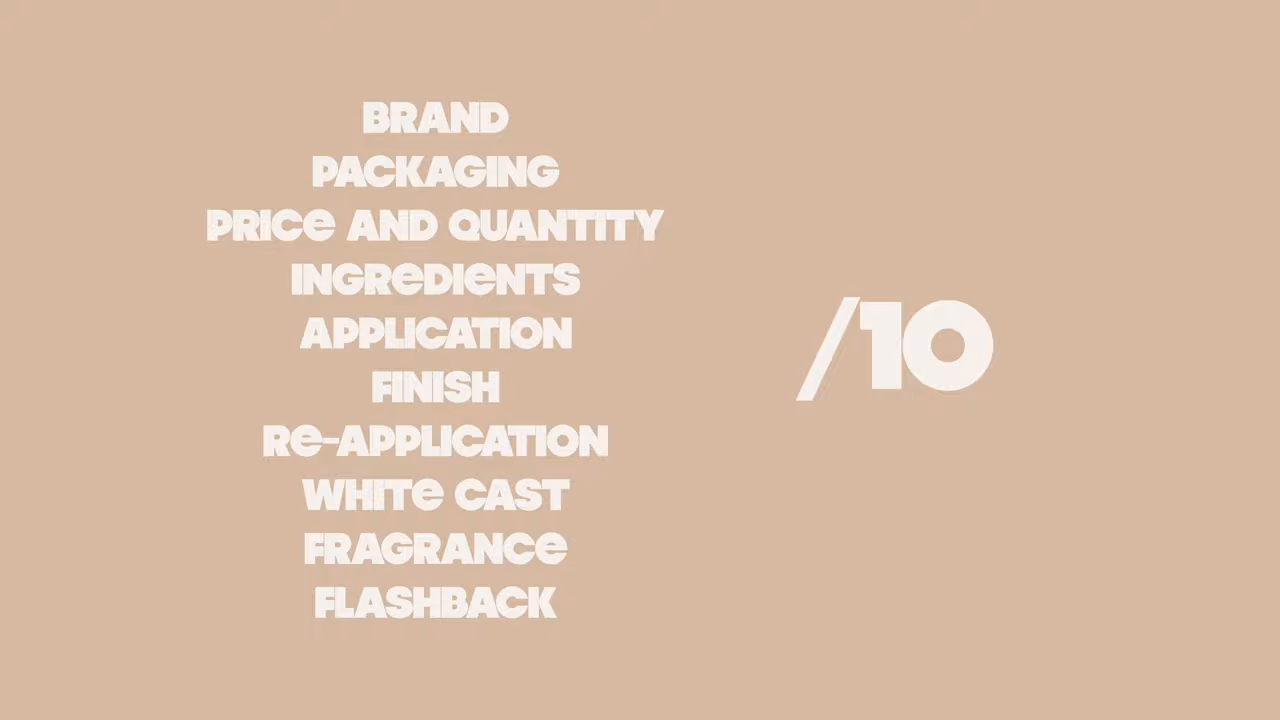 BRAND
PACKAGING
PRICe AND QUANTITY
INGReDIeNTS
APPLICATION
FINISH
Re-APPLICATION
WHITe CAST
FRAGRANCe
FLASHBACK
/10